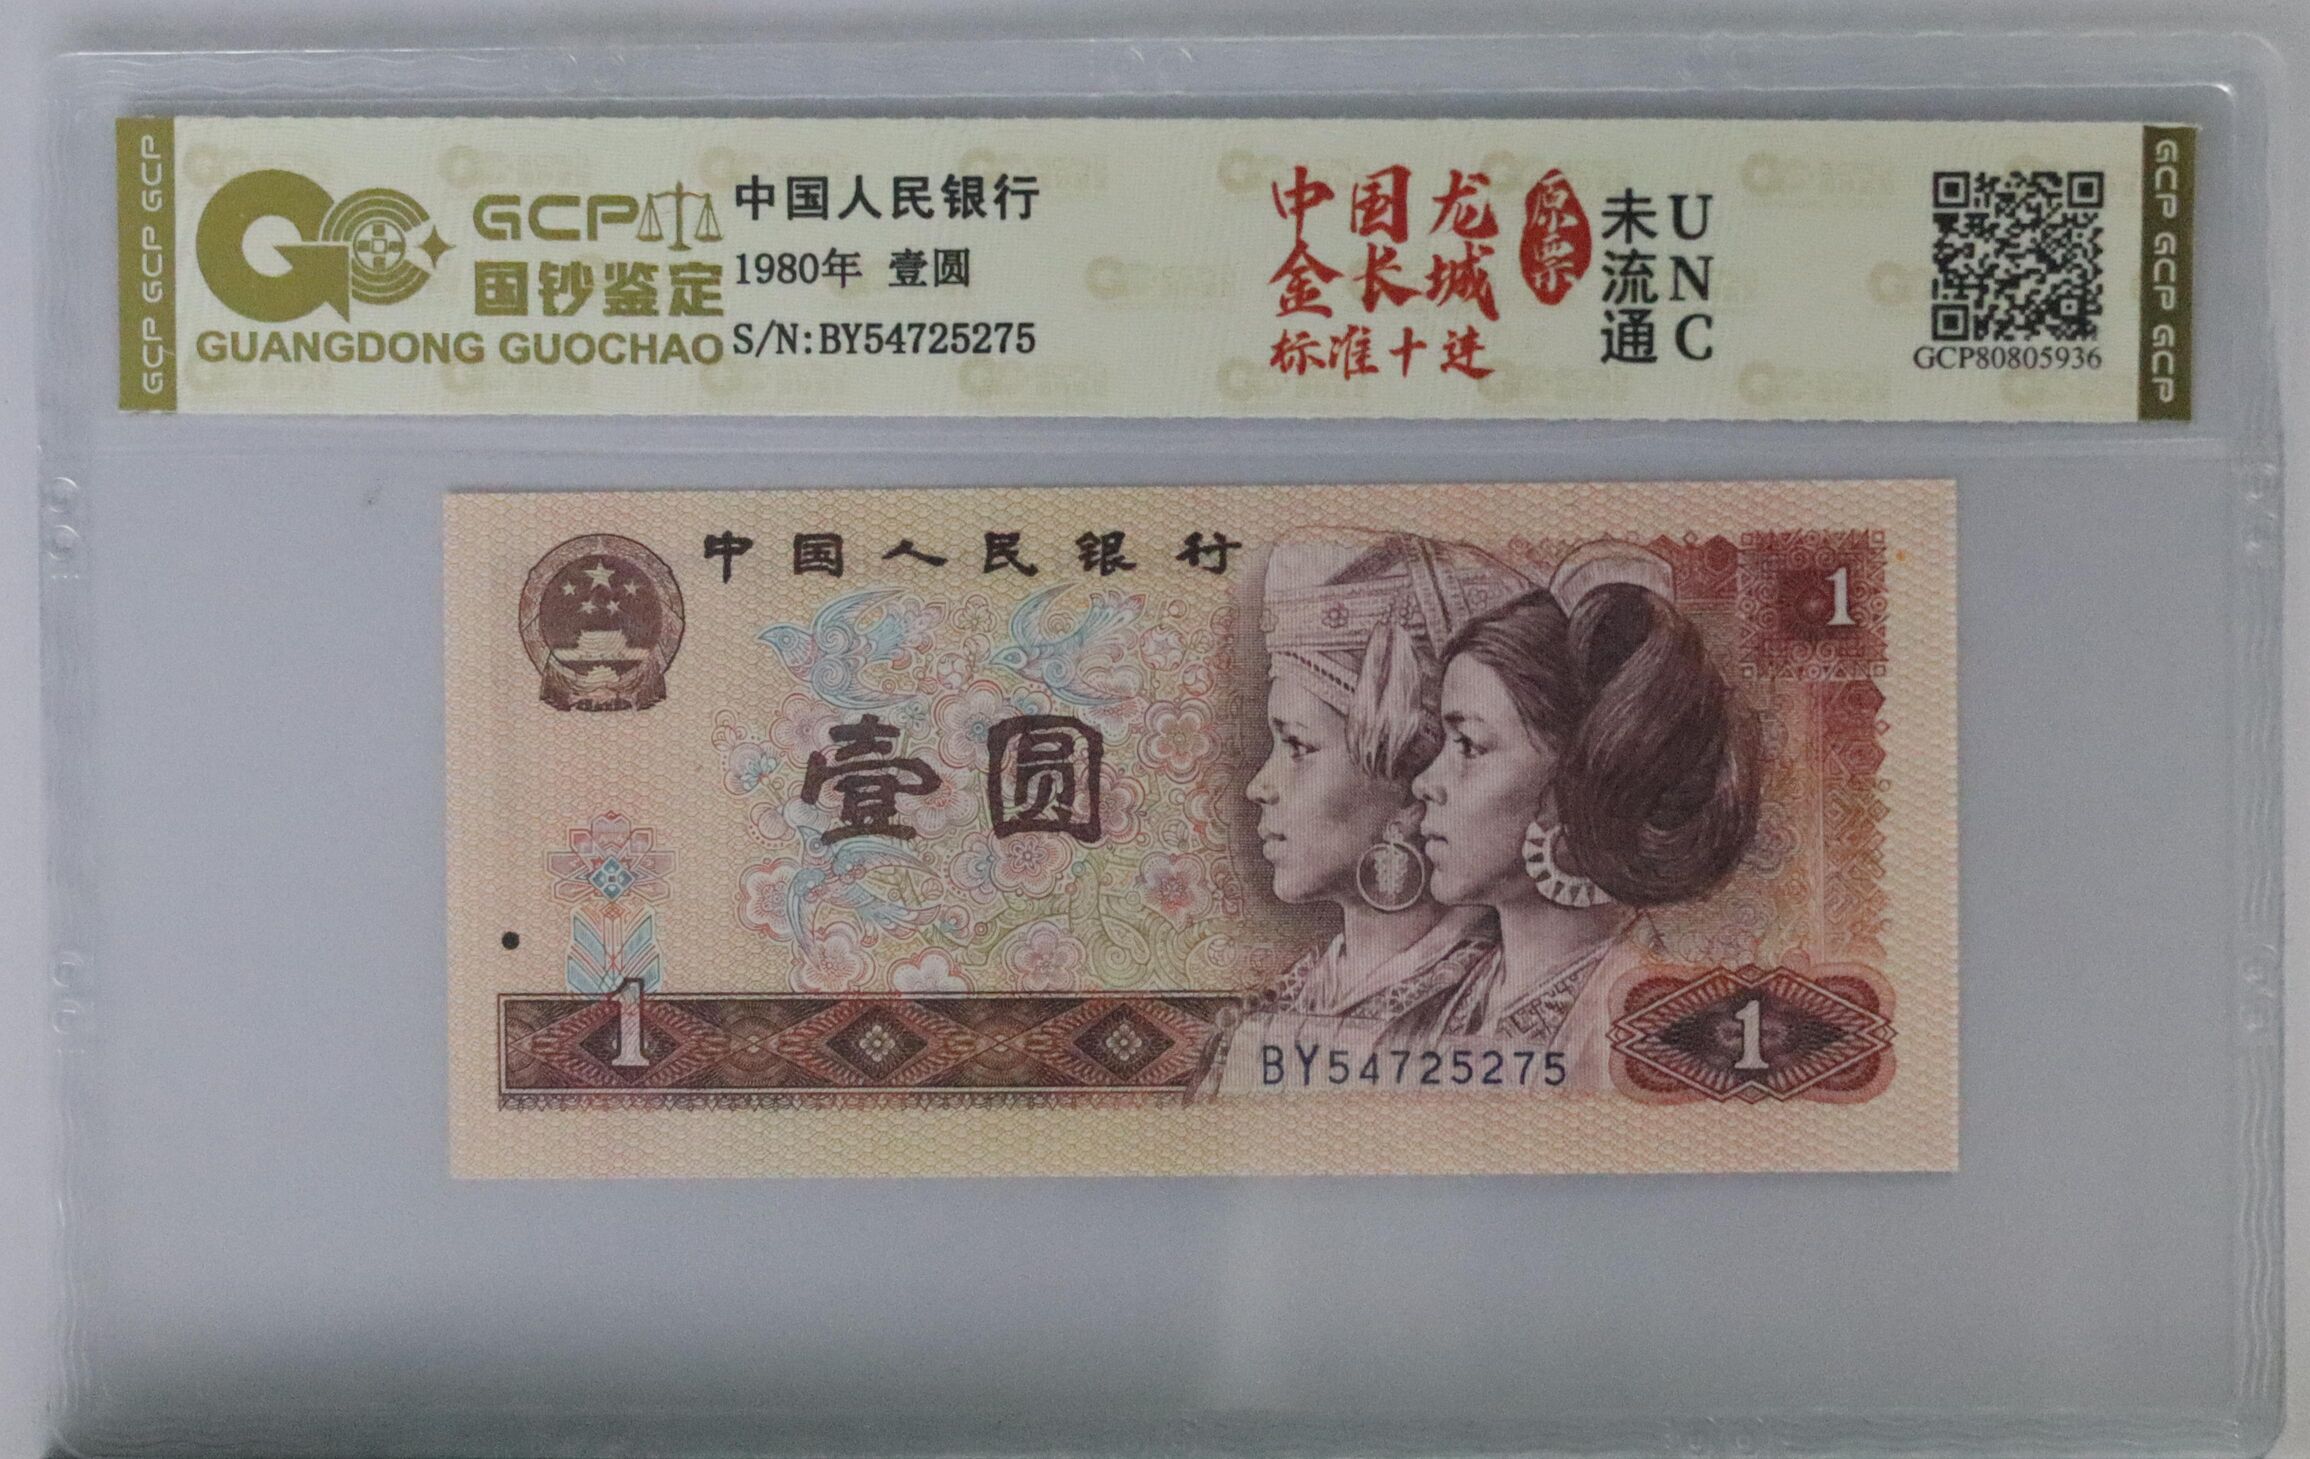 GCP GCP GCP
GCP
国钞鉴定
GUANGDONG GUOCHAO
中国人民银行
1980年 壹圆
S/N:BY54725275
中国龙
金长城
标准十连
原票
未流通
UNC
GCP80805936
GCP GCP GCP
中国人民银行
1
壹圆
1
BY54725275
1